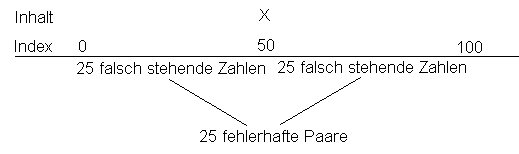 Inhalt X
Index 0 50 100
25 falsch stehende Zahlen 25 falsch stehende Zahlen
25 fehlerhafte Paare